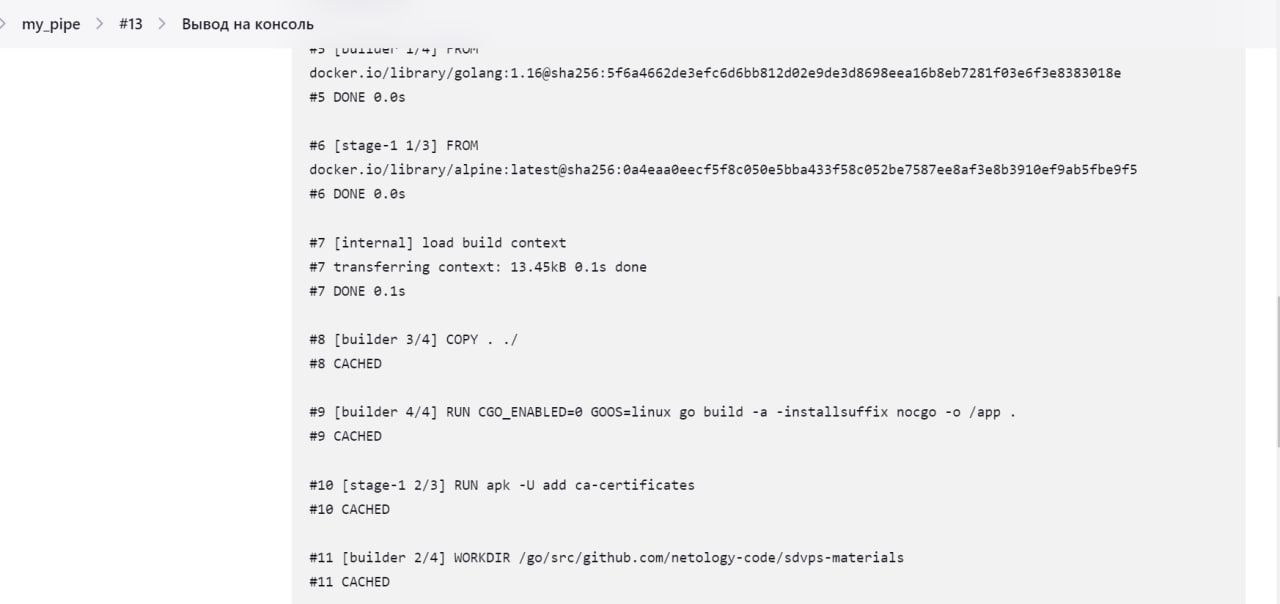 my_pipe > #13 > Вывод на консоль
#5 [builder 1/4] FROM
docker.io/library/golang:1.16@sha256:5f6a4662de3efc6d6bb812d02e9de3d8698eea16b8eb7281f03e6f3e8383018e
#5 DONE 0.0s
#6 [stage-1 1/3] FROM
docker.io/library/alpine:latest@sha256:0a4eaa0eecf5f8c050e5bba433f58c052be7587ee8af3e8b3910ef9ab5fbe9f5
#6 DONE 0.0s
#7 [internal] load build context
#7 transferring context: 13.45kB 0.1s done
#7 DONE 0.1s
#8 [builder 3/4] COPY . ./
#8 CACHED
#9 [builder 4/4] RUN CGO_ENABLED=0 GOOS=linux go build -a -installsuffix nocgo -o /app .
#9 CACHED
#10 [stage-1 2/3] RUN apk -U add ca-certificates
#10 CACHED
#11 [builder 2/4] WORKDIR /go/src/github.com/netology-code/sdvps-materials
#11 CACHED